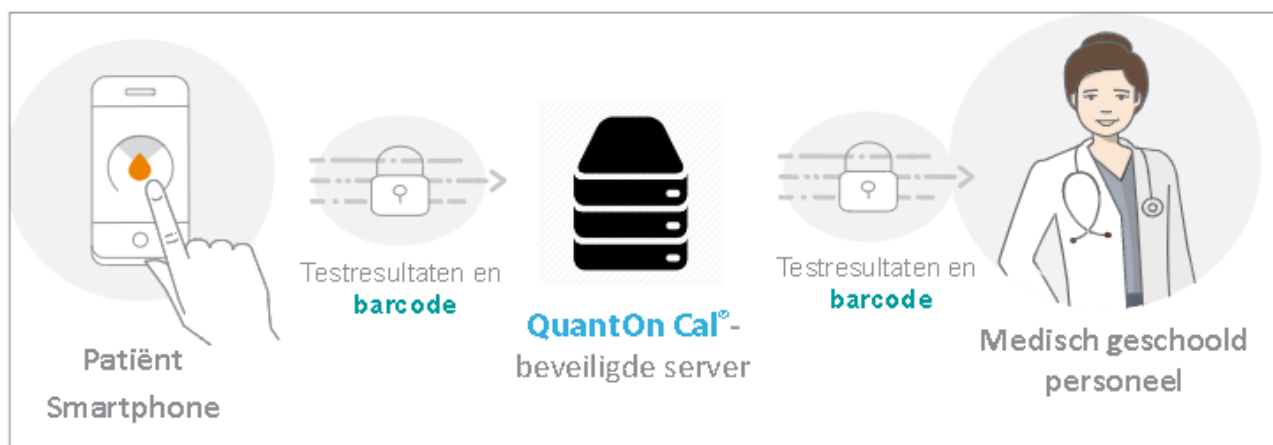 Patiënt
Smartphone
Testresultaten en
barcode
QuantOn Cal®-
beveiligde server
Testresultaten en
barcode
Medisch geschoold
personeel